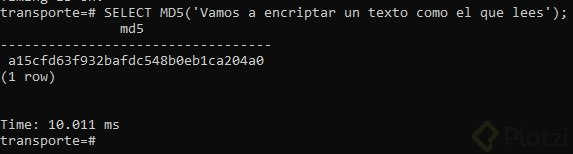 transporte=# SELECT MD5('Vamos a encriptar un texto como el que lees');
md5
----------------------------------
a15cfd63f932bafdc548b0eb1ca204a0
(1 row)
Time: 10.011 ms
transporte=#
Platzi